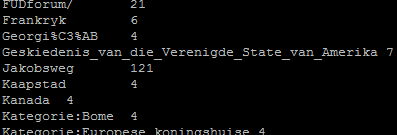 FUDforum/ 21
Frankryk 6
Georgi%C3%AB 4
Geskiedenis_van_die_Verenigde_State_van_Amerika 7
Jakobsweg 121
Kaapstad 4
Kanada 4
Kategorie:Bome 4
Kategorie:Europese_koningshuise 4